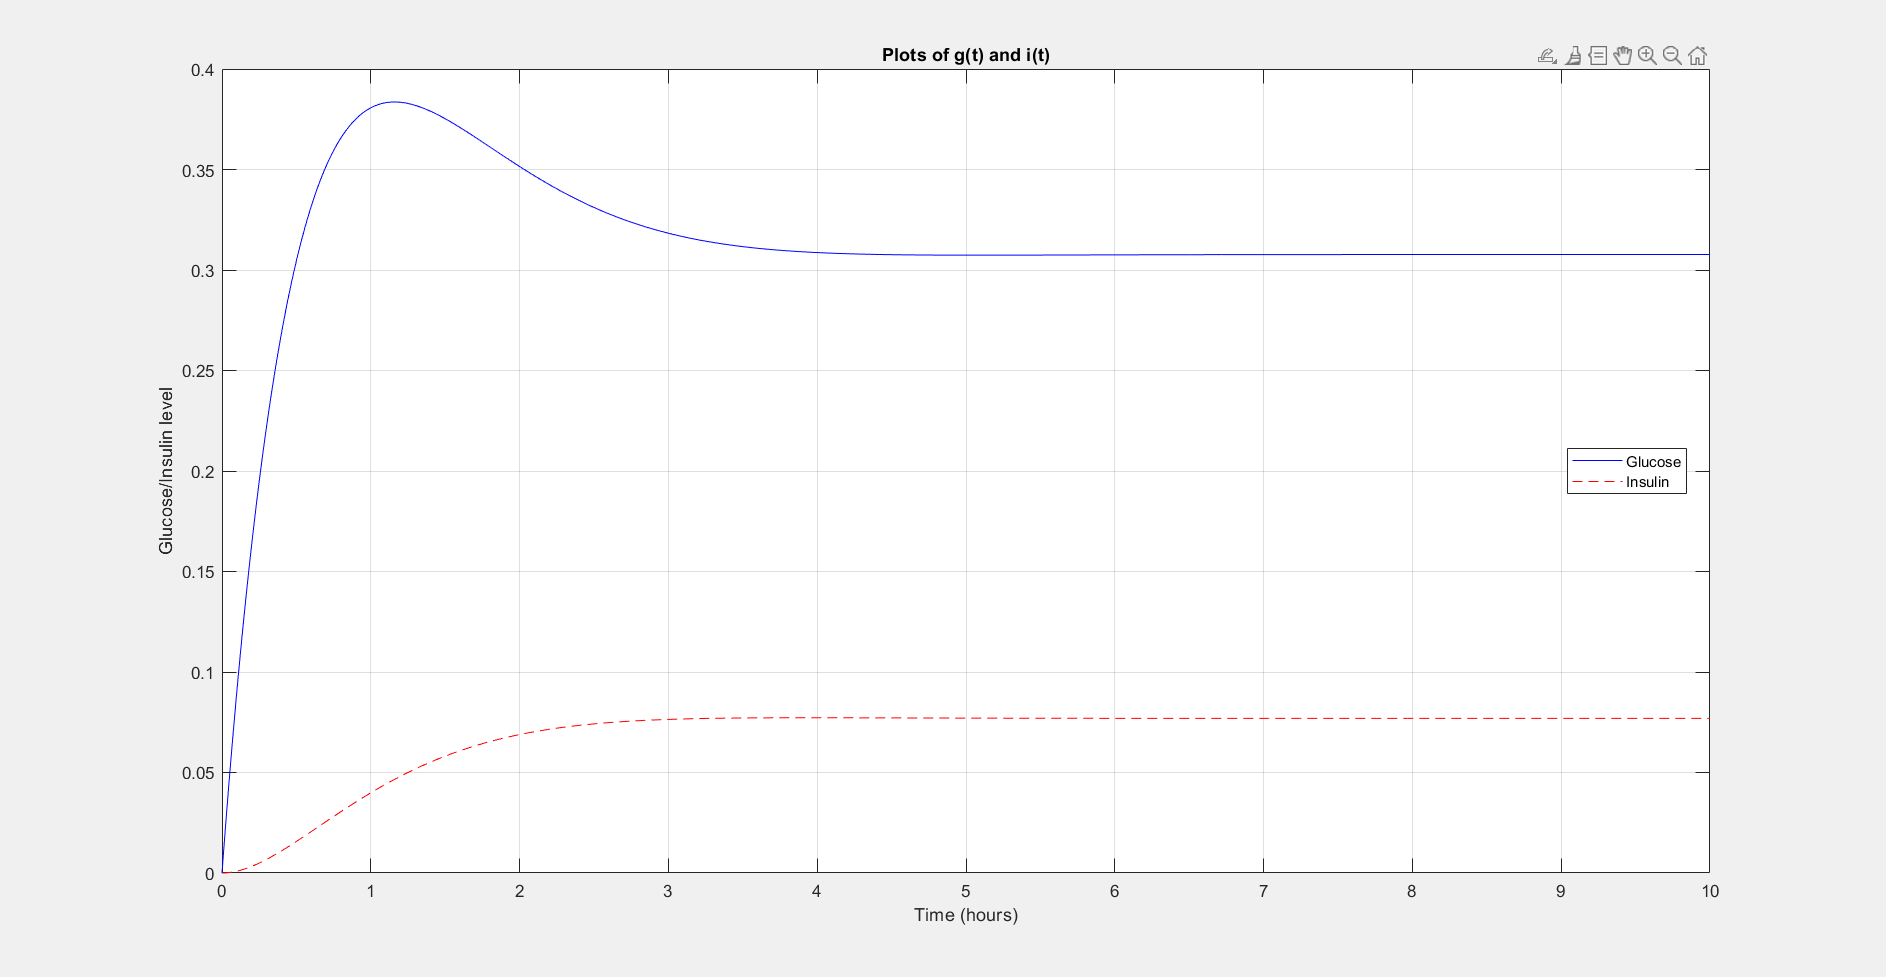 Plots of g(t) and i(t)
0.4
0.35
0.3
0.25
0.2
0.15
0.1
0.05
0
Glucose/Insulin level
Glucose
Insulin
0 1 2 3 4 5 6 7 8 9 10
Time (hours)